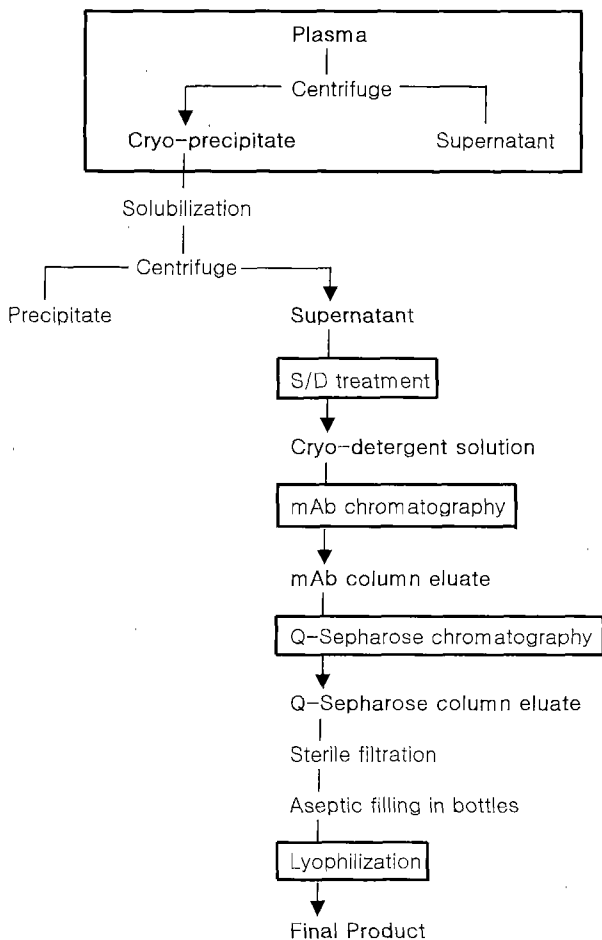 Plasma
Centrifuge
Cryo-precipitate Supernatant
Solubilization
Centrifuge
Precipitate Supernatant
S/D treatment
Cryo-detergent solution
mAb chromatography
mAb column eluate
Q-Sepharose chromatography
Q-Sepharose column eluate
Sterile filtration
Aseptic filling in bottles
Lyophilization
Final Product